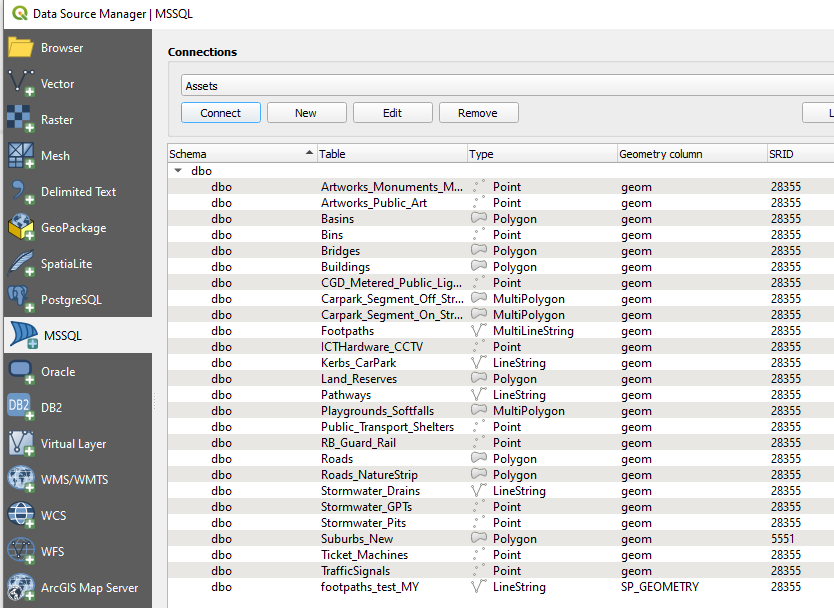 Data Source Manager | MSSQL
Browser
Vector
Raster
Mesh
Delimited Text
GeoPackage
SpatiaLite
PostgreSQL
MSSQL
Oracle
DB2
DB2
Virtual Layer
WMS/WMTS
WCS
WFS
ArcGIS Map Server
Connections
Assets
Connect New Edit Remove L
Schema Table Type Geometry column SRID
dbo
dbo Artworks_Monuments_M... Point geom 28355
dbo Artworks_Public_Art Point geom 28355
dbo Basins Polygon geom 28355
dbo Bins Point geom 28355
dbo Bridges Polygon geom 28355
dbo Buildings Polygon geom 28355
dbo CGD_Metered_Public_Lig... Point geom 28355
dbo Carpark_Segment_Off_Str... MultiPolygon geom 28355
dbo Carpark_Segment_On_Str... MultiPolygon geom 28355
dbo Footpaths MultiLineString geom 28355
dbo ICTHardware_CCTV Point geom 28355
dbo Kerbs_CarPark LineString geom 28355
dbo Land_Reserves Polygon geom 28355
dbo Pathways LineString geom 28355
dbo Playgrounds_Softfalls MultiPolygon geom 28355
dbo Public_Transport_Shelters Point geom 28355
dbo RB_Guard_Rail Point geom 28355
dbo Roads Polygon geom 28355
dbo Roads_NatureStrip Polygon geom 28355
dbo Stormwater_Drains LineString geom 28355
dbo Stormwater_GPTs Point geom 28355
dbo Stormwater_Pits Point geom 28355
dbo Suburbs_New Polygon geom 5551
dbo Ticket_Machines Point geom 28355
dbo TrafficSignals Point geom 28355
dbo footpaths_test_MY LineString SP_GEOMETRY 28355